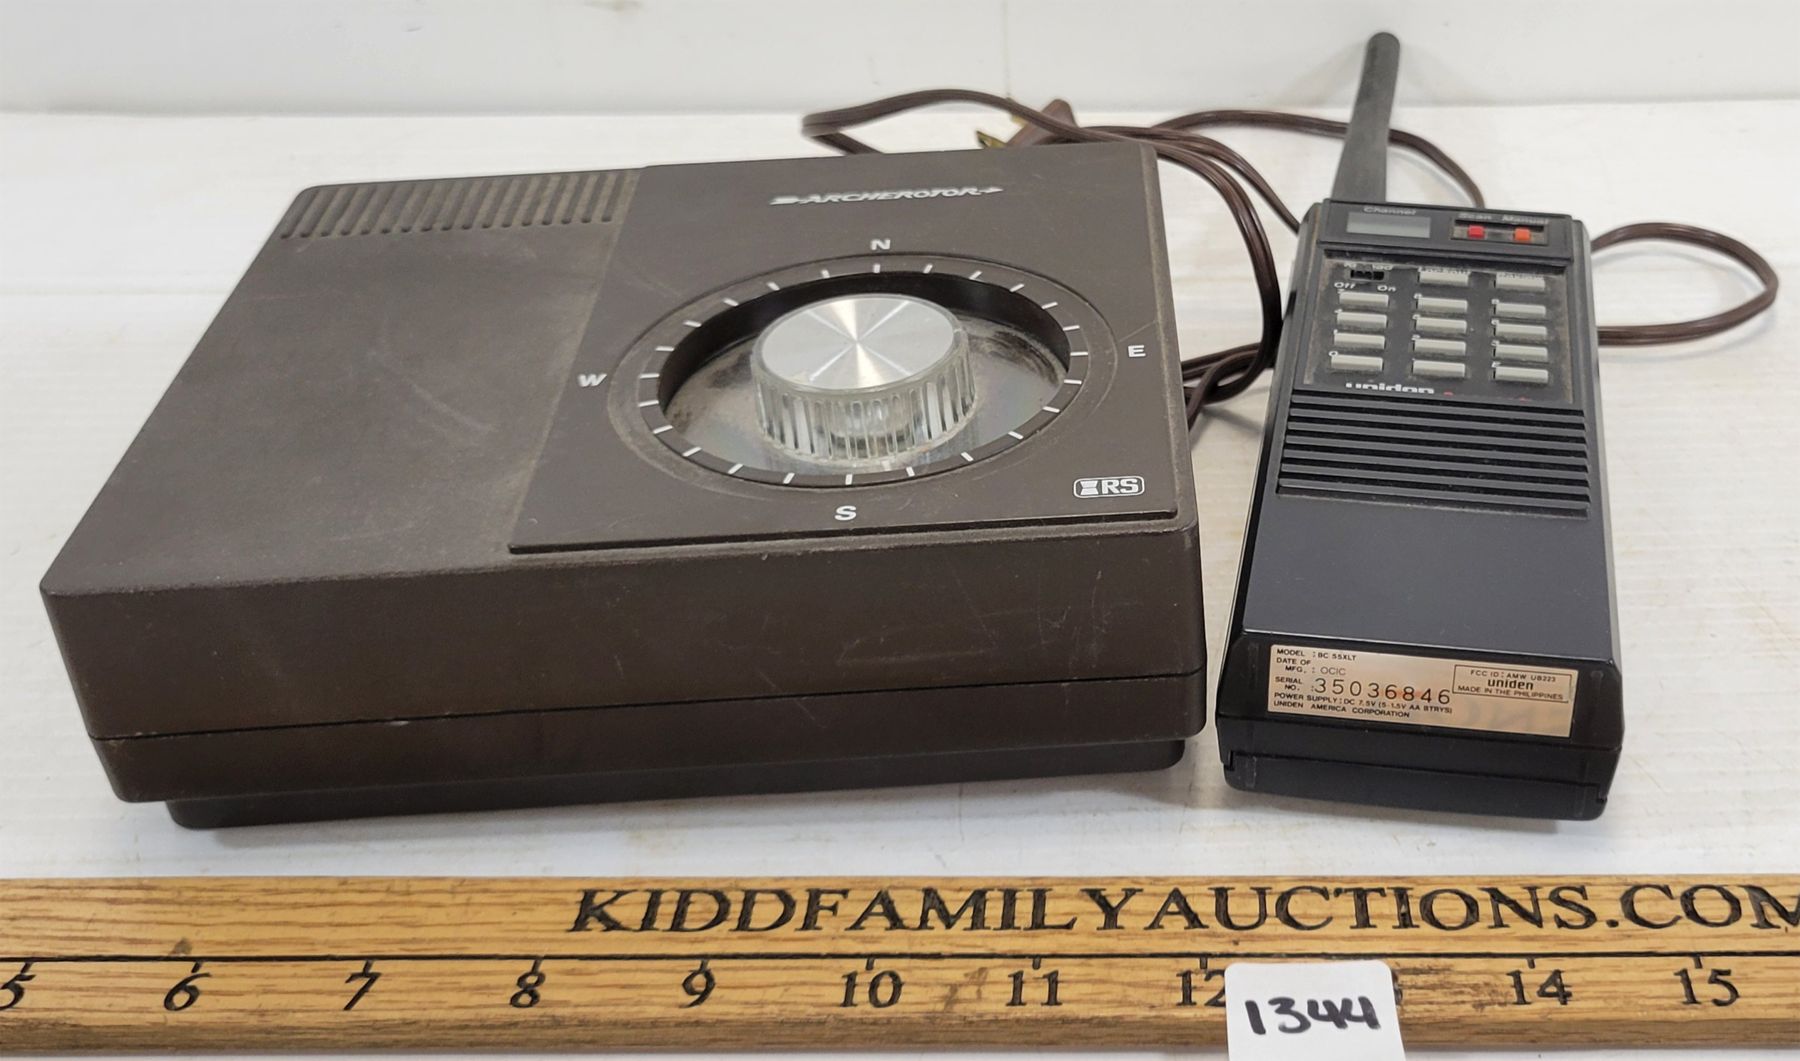 ARCHEROTOR
N
W
E
S
RS
Channel
Scan Manual
Off On
uniden
MODEL : BC 55XLT
DATE OF
MFG. : OCIC
SERIAL
NO. : 35036846
POWER SUPPLY : DC 7.5V (5-1.5V AA BTRYS)
UNIDEN AMERICA CORPORATION
FCC ID : AMW UB223
uniden
MADE IN THE PHILIPPINES
KIDDFAMILYAUCTIONS.COM
5 6 7 8 9 10 11 12 14 15
1344